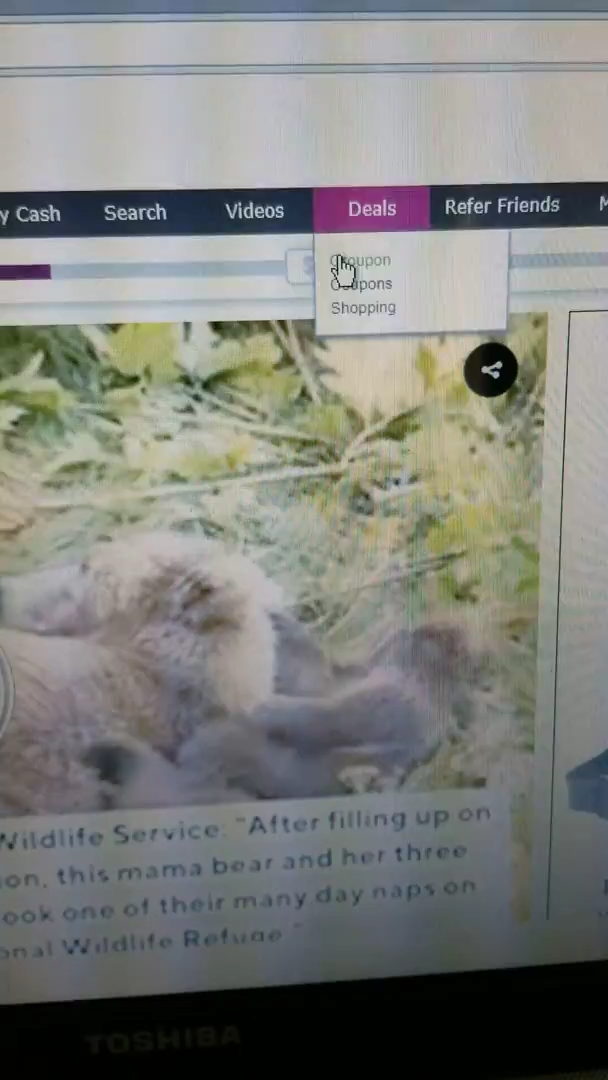 y Cash Search Videos Deals Refer Friends
Coupons
Shopping
Wildlife Service: "After filling up on
on, this mama bear and her three
ook one of their many day naps on
onal Wildlife Refuge."
TOSHIBA